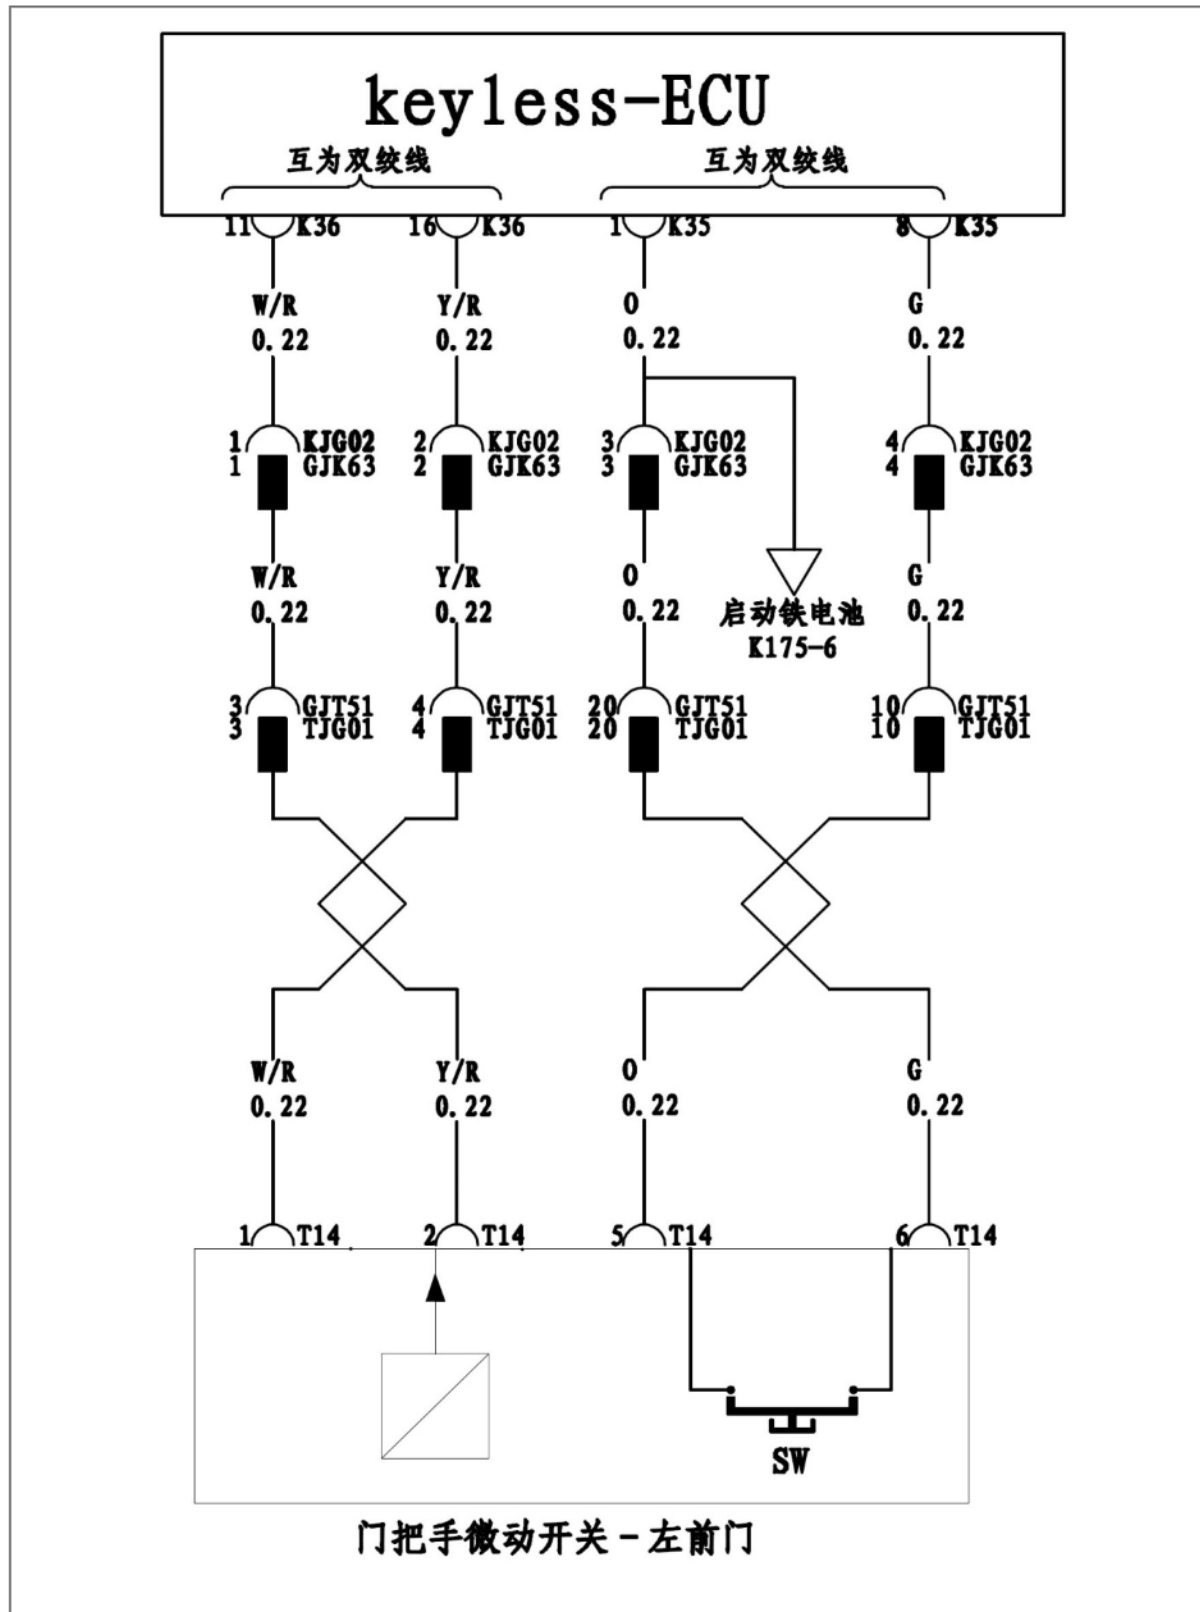 keyless-ECU
互为双绞线 互为双绞线
11 K36 16 K36 1 K35 8 K35
W/R Y/R O G
0.22 0.22 0.22 0.22
1 KJG02 2 KJG02 3 KJG02 4 KJG02
1 GJK63 2 GJK63 3 GJK63 4 GJK63
W/R Y/R O G
0.22 0.22 0.22 0.22
启动铁电池
K175-6
3 GJT51 4 GJT51 20 GJT51 10 GJT51
3 TJG01 4 TJG01 20 TJG01 10 TJG01
W/R Y/R O G
0.22 0.22 0.22 0.22
1 T14 2 T14 5 T14 6 T14
SW
门把手微动开关-左前门